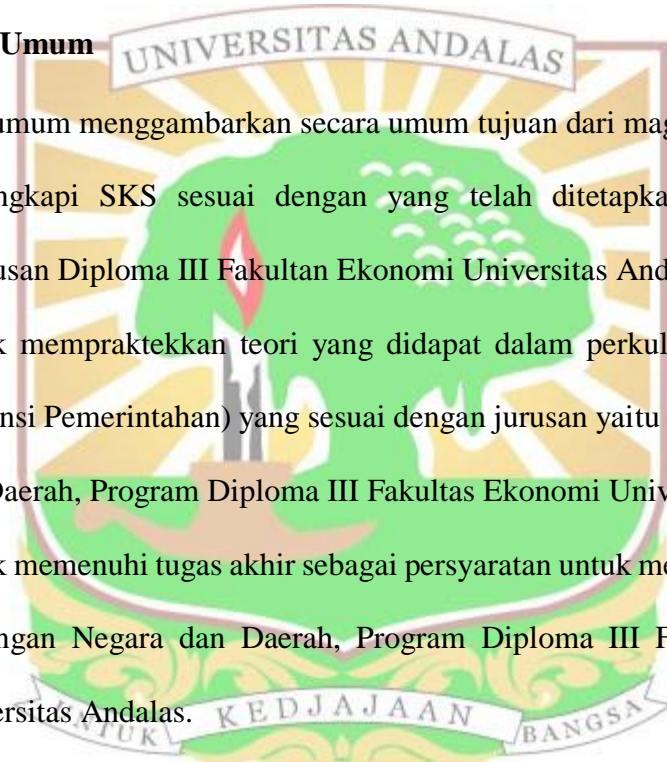 Umum
UNIVERSITAS ANDALAS
umum menggambarkan secara umum tujuan dari mag
ngkapi SKS sesuai dengan yang telah ditetapka
usan Diploma III Fakultan Ekonomi Universitas And
k mempraktekkan teori yang didapat dalam perkul
nsi Pemerintahan) yang sesuai dengan jurusan yaitu
Daerah, Program Diploma III Fakultas Ekonomi Univ
k memenuhi tugas akhir sebagai persyaratan untuk me
ngan Negara dan Daerah, Program Diploma III F
ersitas Andalas.
UNTUK KEDJAJAAN BANGSA